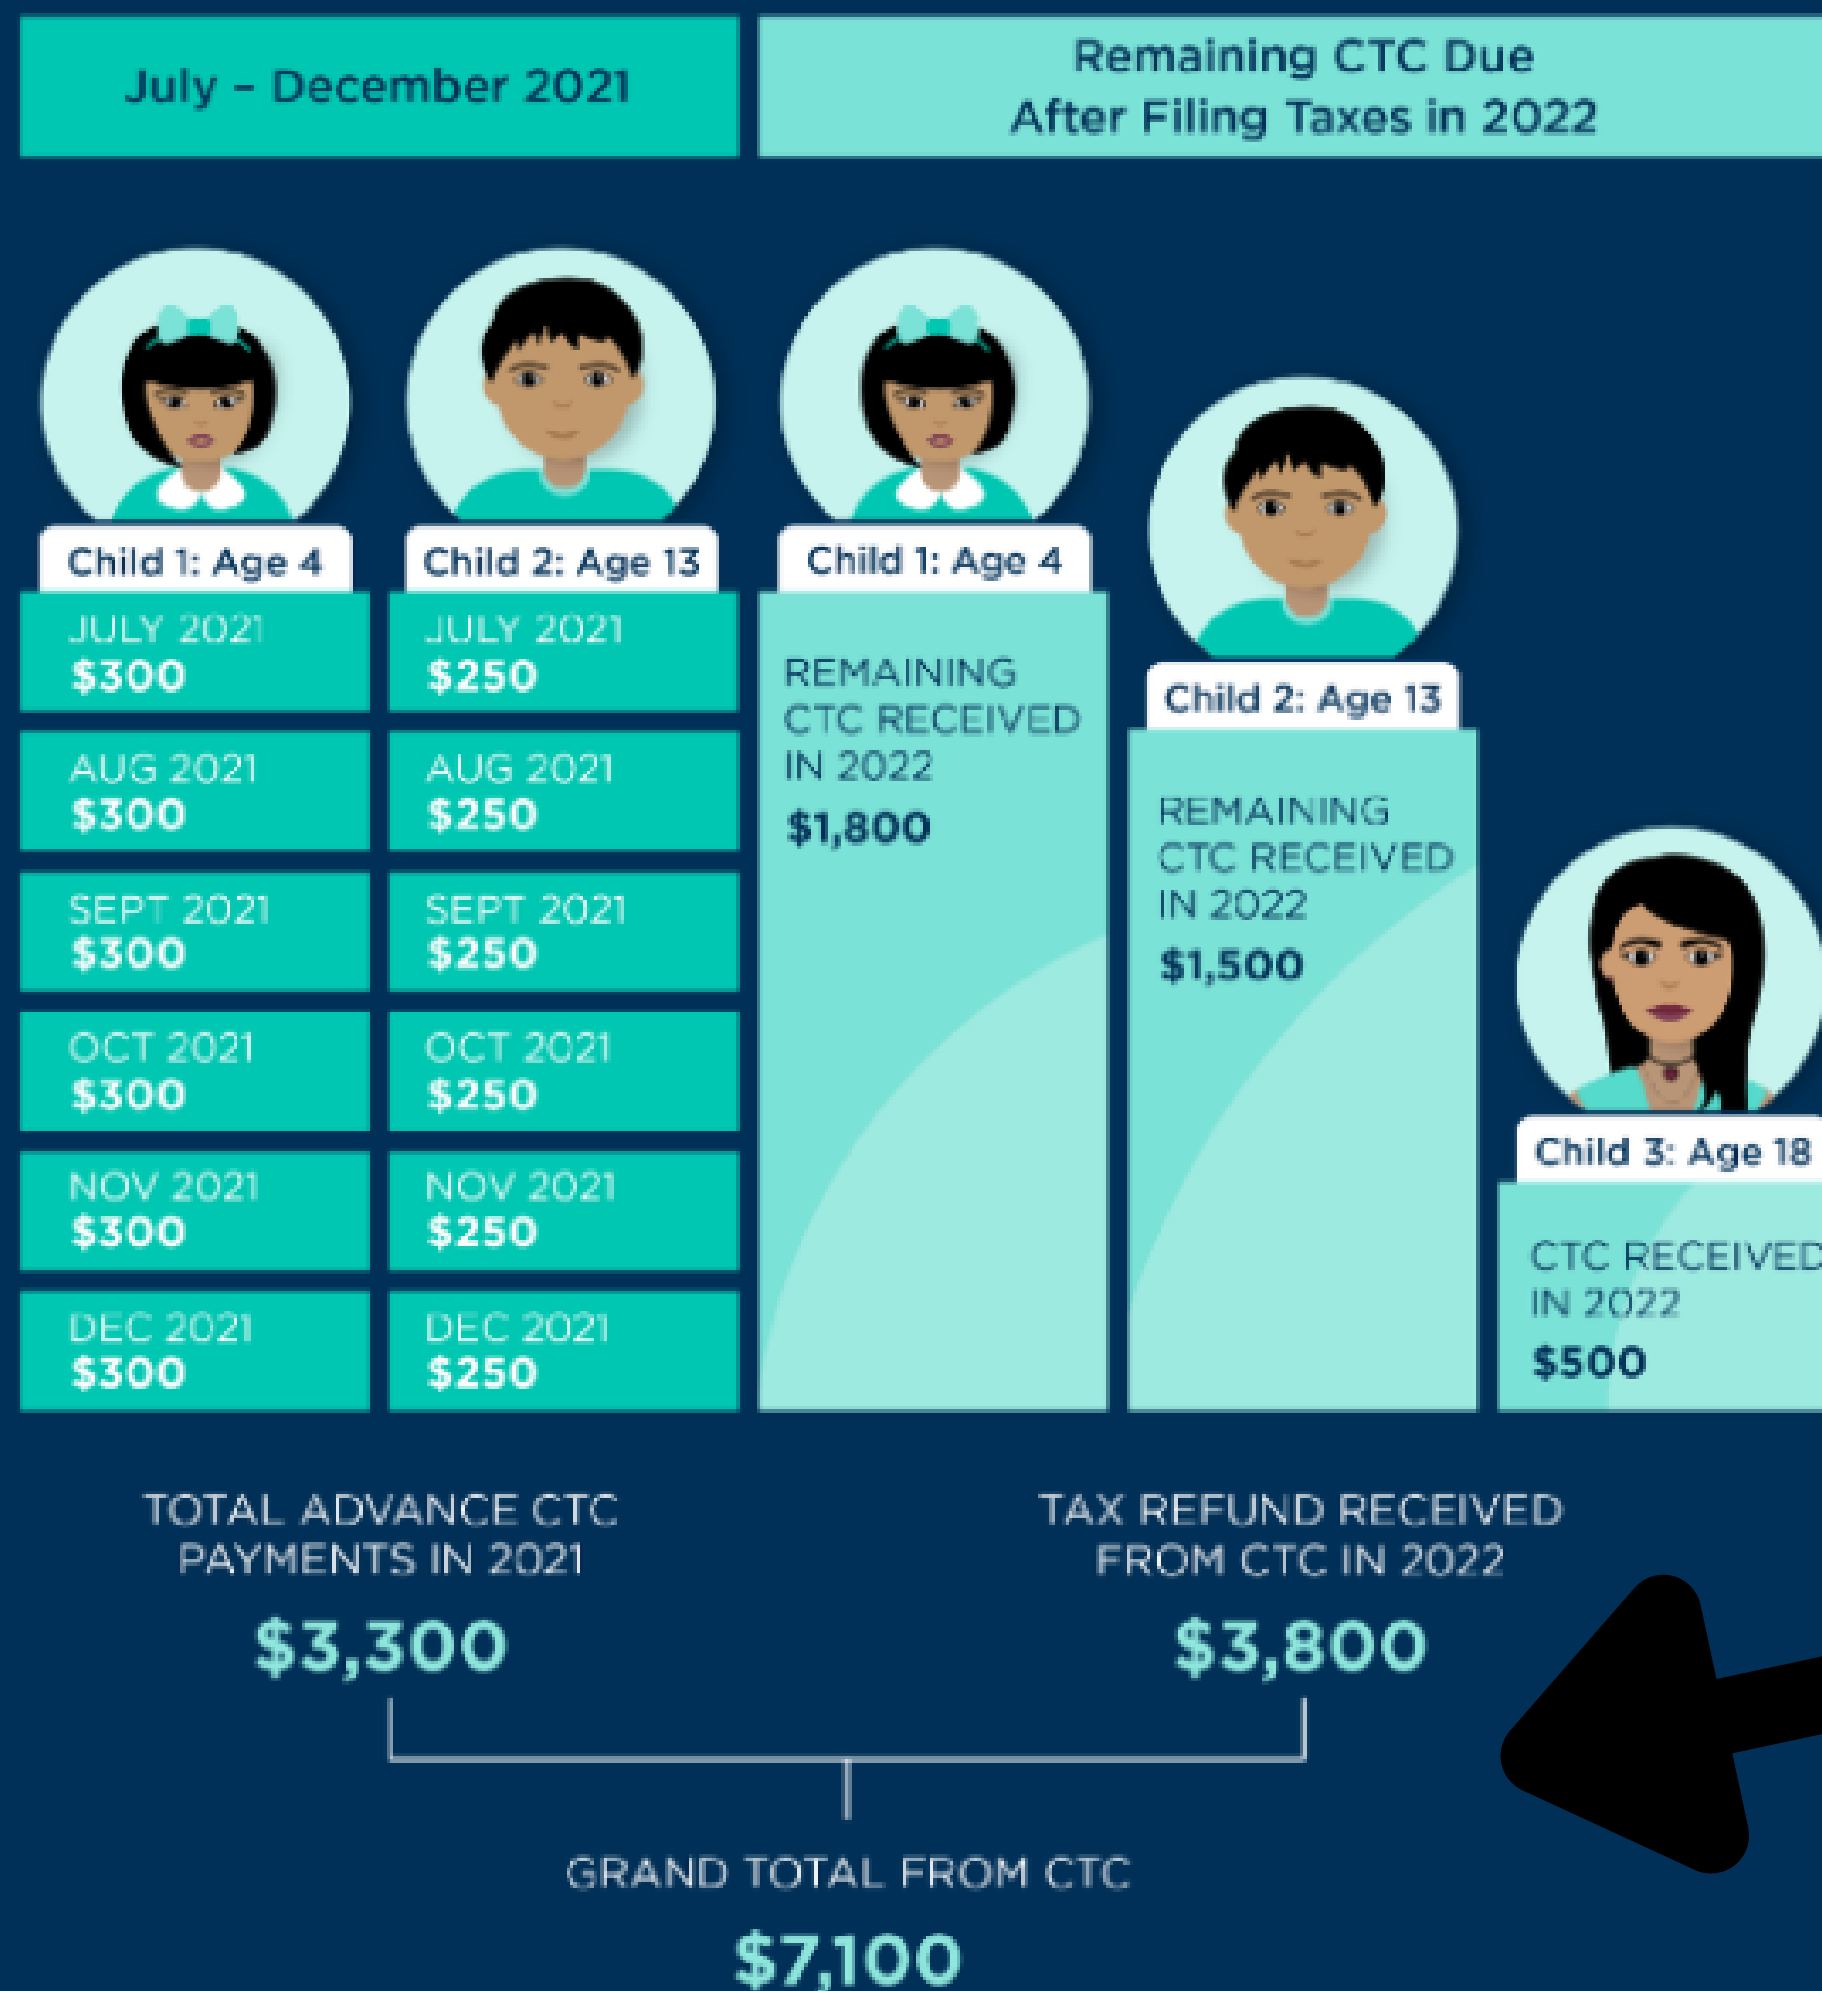 July – December 2021
Remaining CTC Due
After Filing Taxes in 2022
Child 1: Age 4
JULY 2021
$300
AUG 2021
$300
SEPT 2021
$300
OCT 2021
$300
NOV 2021
$300
DEC 2021
$300
Child 2: Age 13
JULY 2021
$250
AUG 2021
$250
SEPT 2021
$250
OCT 2021
$250
NOV 2021
$250
DEC 2021
$250
Child 1: Age 4
REMAINING
CTC RECEIVED
IN 2022
$1,800
Child 2: Age 13
REMAINING
CTC RECEIVED
IN 2022
$1,500
Child 3: Age 18
CTC RECEIVED
IN 2022
$500
TOTAL ADVANCE CTC
PAYMENTS IN 2021
$3,300
TAX REFUND RECEIVED
FROM CTC IN 2022
$3,800
GRAND TOTAL FROM CTC
$7,100